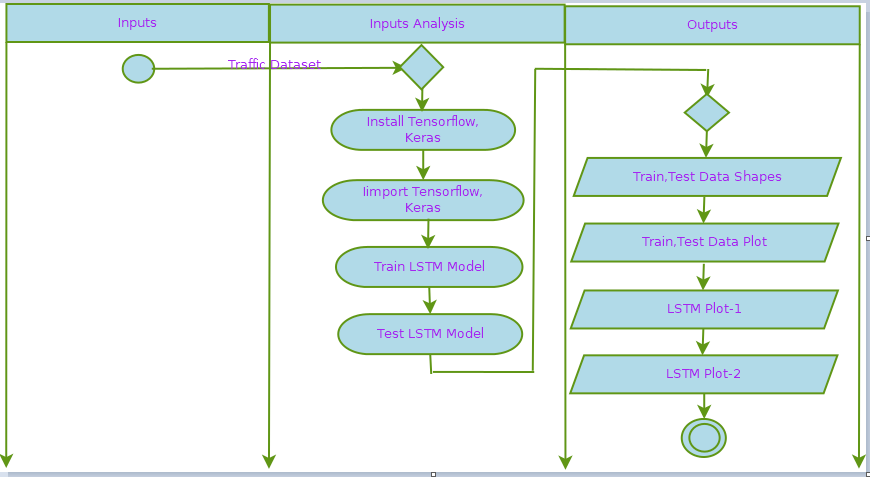 Inputs
Inputs Analysis
Outputs
Traffic Dataset
Install Tensorflow,
Keras
Iimport Tensorflow,
Keras
Train LSTM Model
Test LSTM Model
Train,Test Data Shapes
Train,Test Data Plot
LSTM Plot-1
LSTM Plot-2